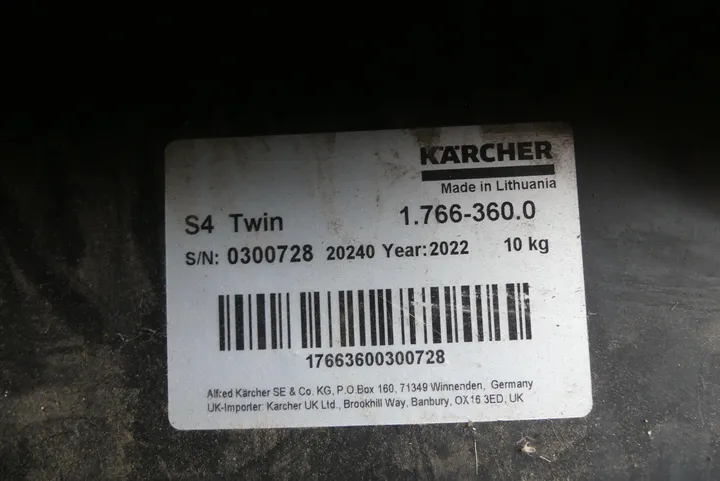 KÄRCHER
Made in Lithuania
S4 Twin 1.766-360.0
S/N: 0300728 20240 Year:2022 10 kg
17663600300728
Alfred Kärcher SE & Co. KG, P.O.Box 160, 71349 Winnenden, Germany
UK-Importer: Karcher UK Ltd., Brookhill Way, Banbury, OX16 3ED, UK